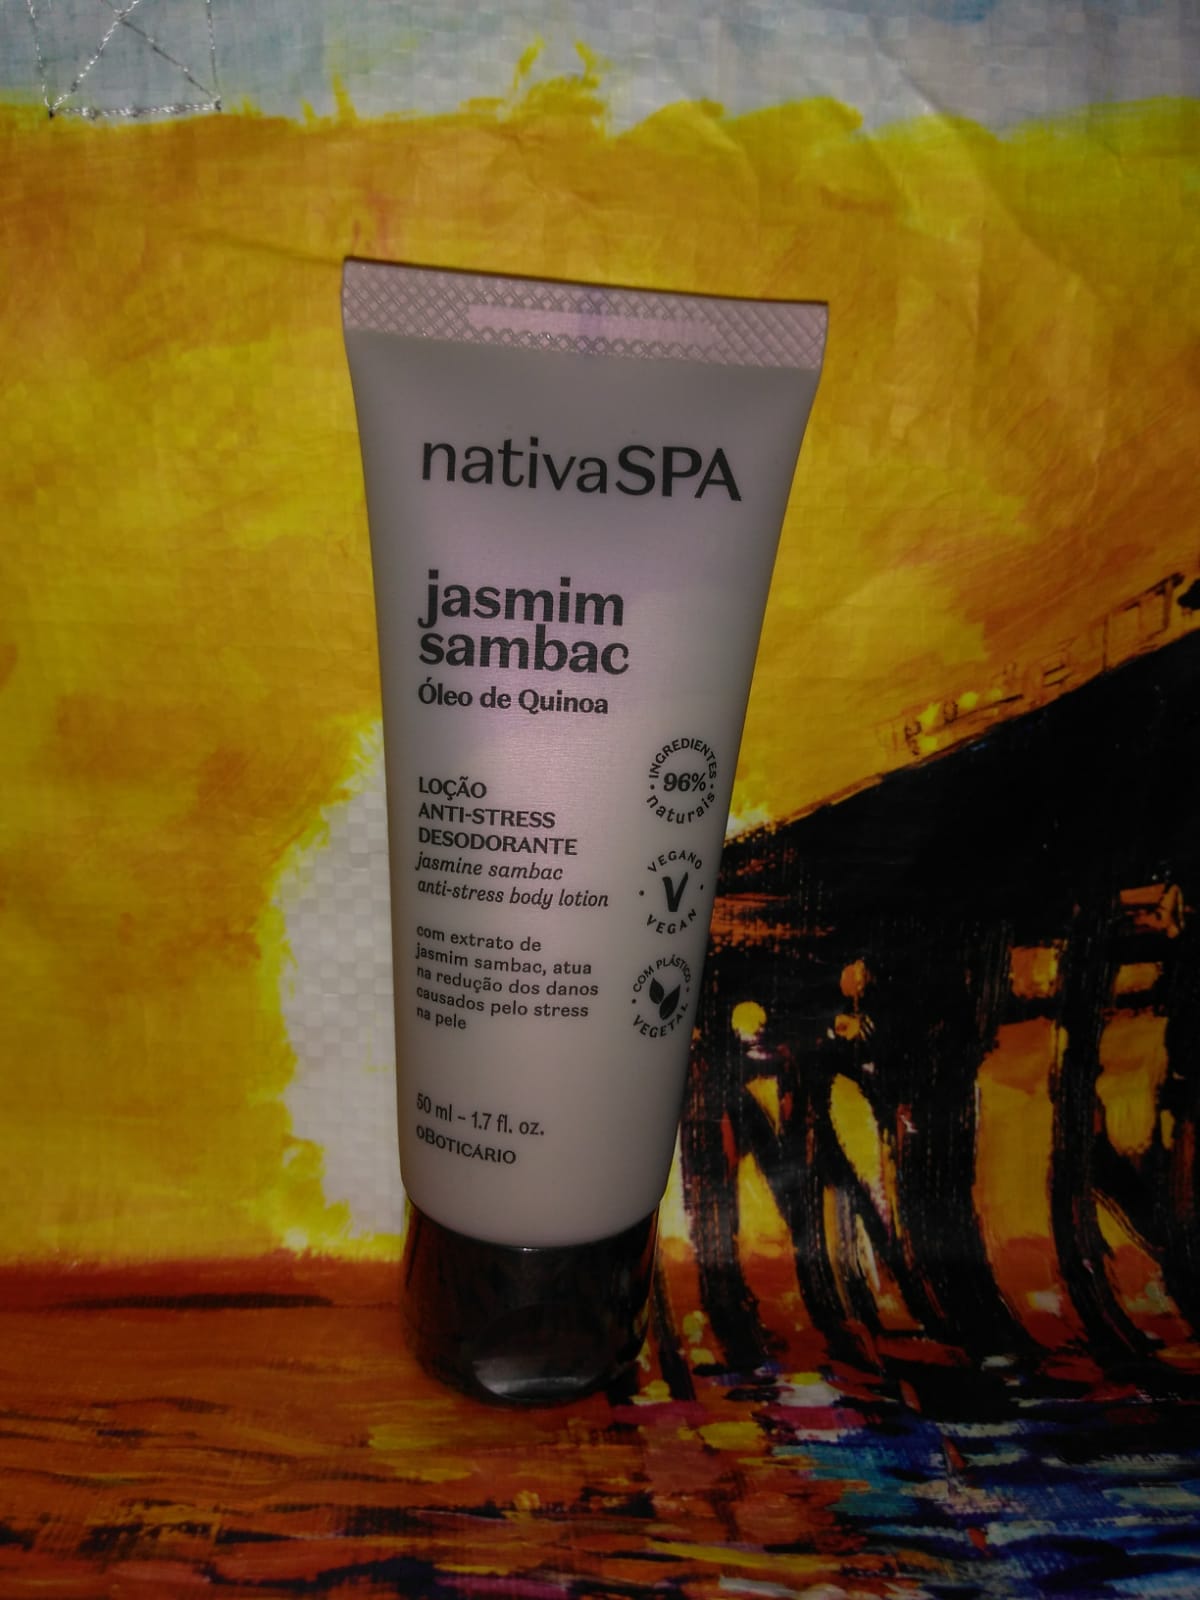 nativaSPA
jasmim
sambac
Óleo de Quinoa
LOÇÃO
ANTI-STRESS
DESODORANTE
jasmine sambac
anti-stress body lotion
com extrato de
jasmim sambac, atua
na redução dos danos
causados pelo stress
na pele
50 ml - 1.7 fl. oz.
oBOTICÁRIO
INGREDIENTES
96%
naturais
VEGANO
V
VEGAN
COM PLÁSTICO
VEGETAL